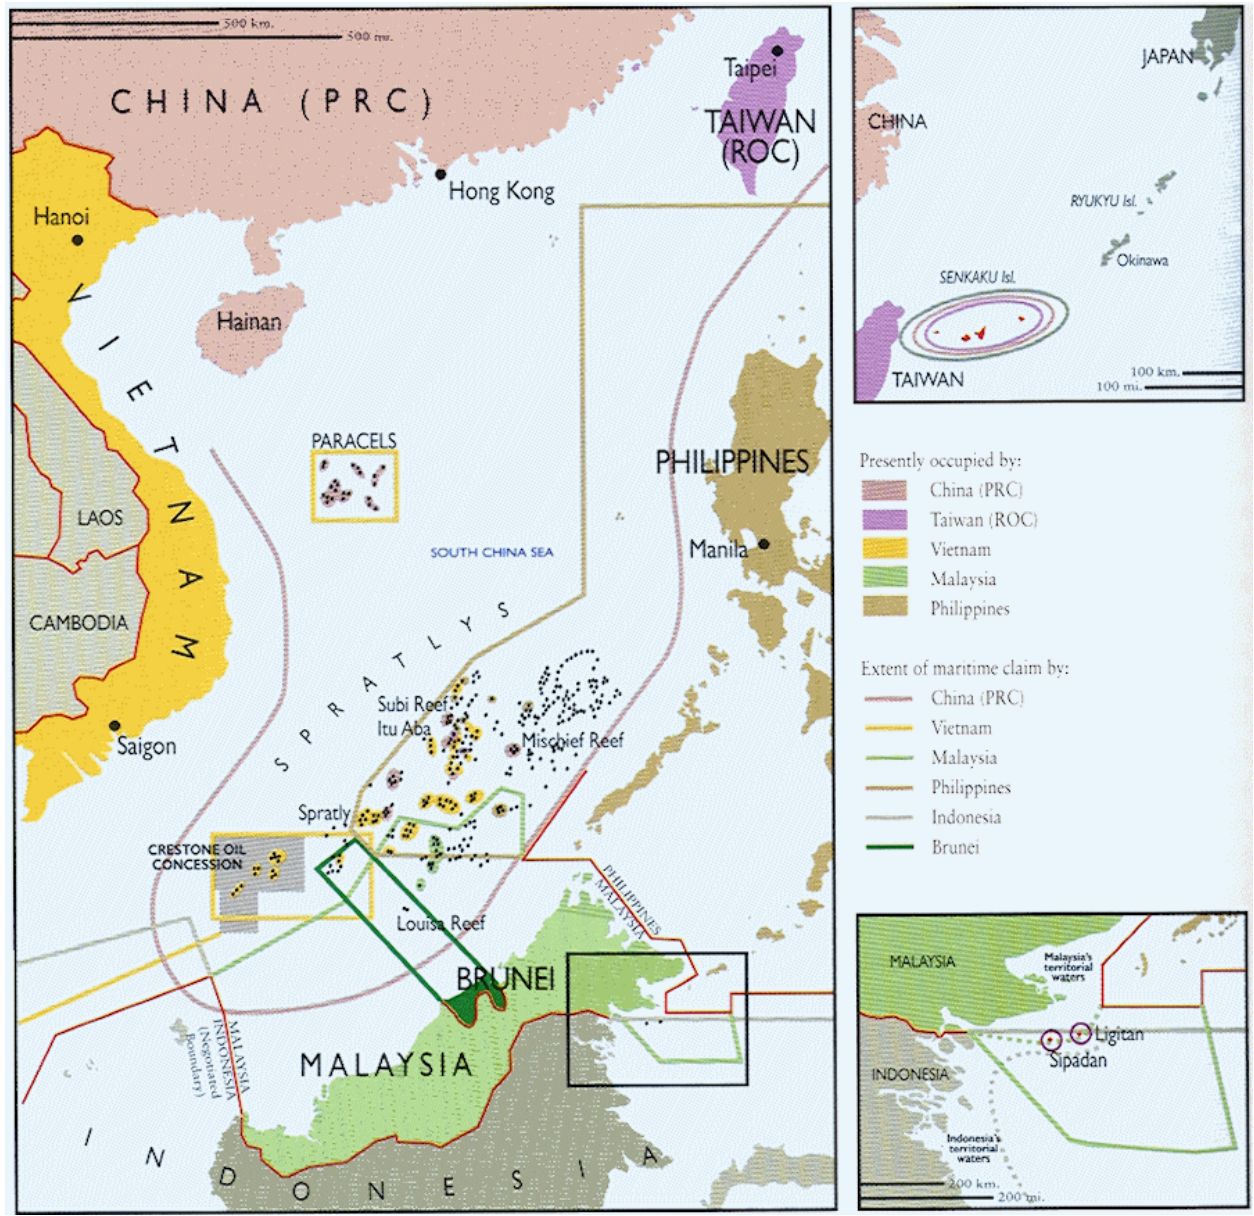 500 km.
500 mi.
CHINA (PRC)
Taipei
TAIWAN
(ROC)
Hong Kong
Hanoi
VIETNAM
Hainan
PARACELS
PHILIPPINES
LAOS
SOUTH CHINA SEA
Manila
CAMBODIA
SPRATLYS
Subi Reef
Itu Aba
Mischief Reef
Saigon
Spratly
CRESTONE OIL
CONCESSION
PHILIPPINES
MALAYSIA
Louisa Reef
BRUNEI
MALAYSIA
INDONESIA
(Negotiated
Boundary)
MALAYSIA
INDONESIA
JAPAN
CHINA
RYUKYU Isl.
Okinawa
SENKAKU Isl.
TAIWAN
100 km.
100 mi.
Presently occupied by:
China (PRC)
Taiwan (ROC)
Vietnam
Malaysia
Philippines
Extent of maritime claim by:
China (PRC)
Vietnam
Malaysia
Philippines
Indonesia
Brunei
MALAYSIA
Malaysia's
territorial
waters
Ligitan
Sipadan
INDONESIA
Indonesia's
territorial
waters
200 km.
200 mi.